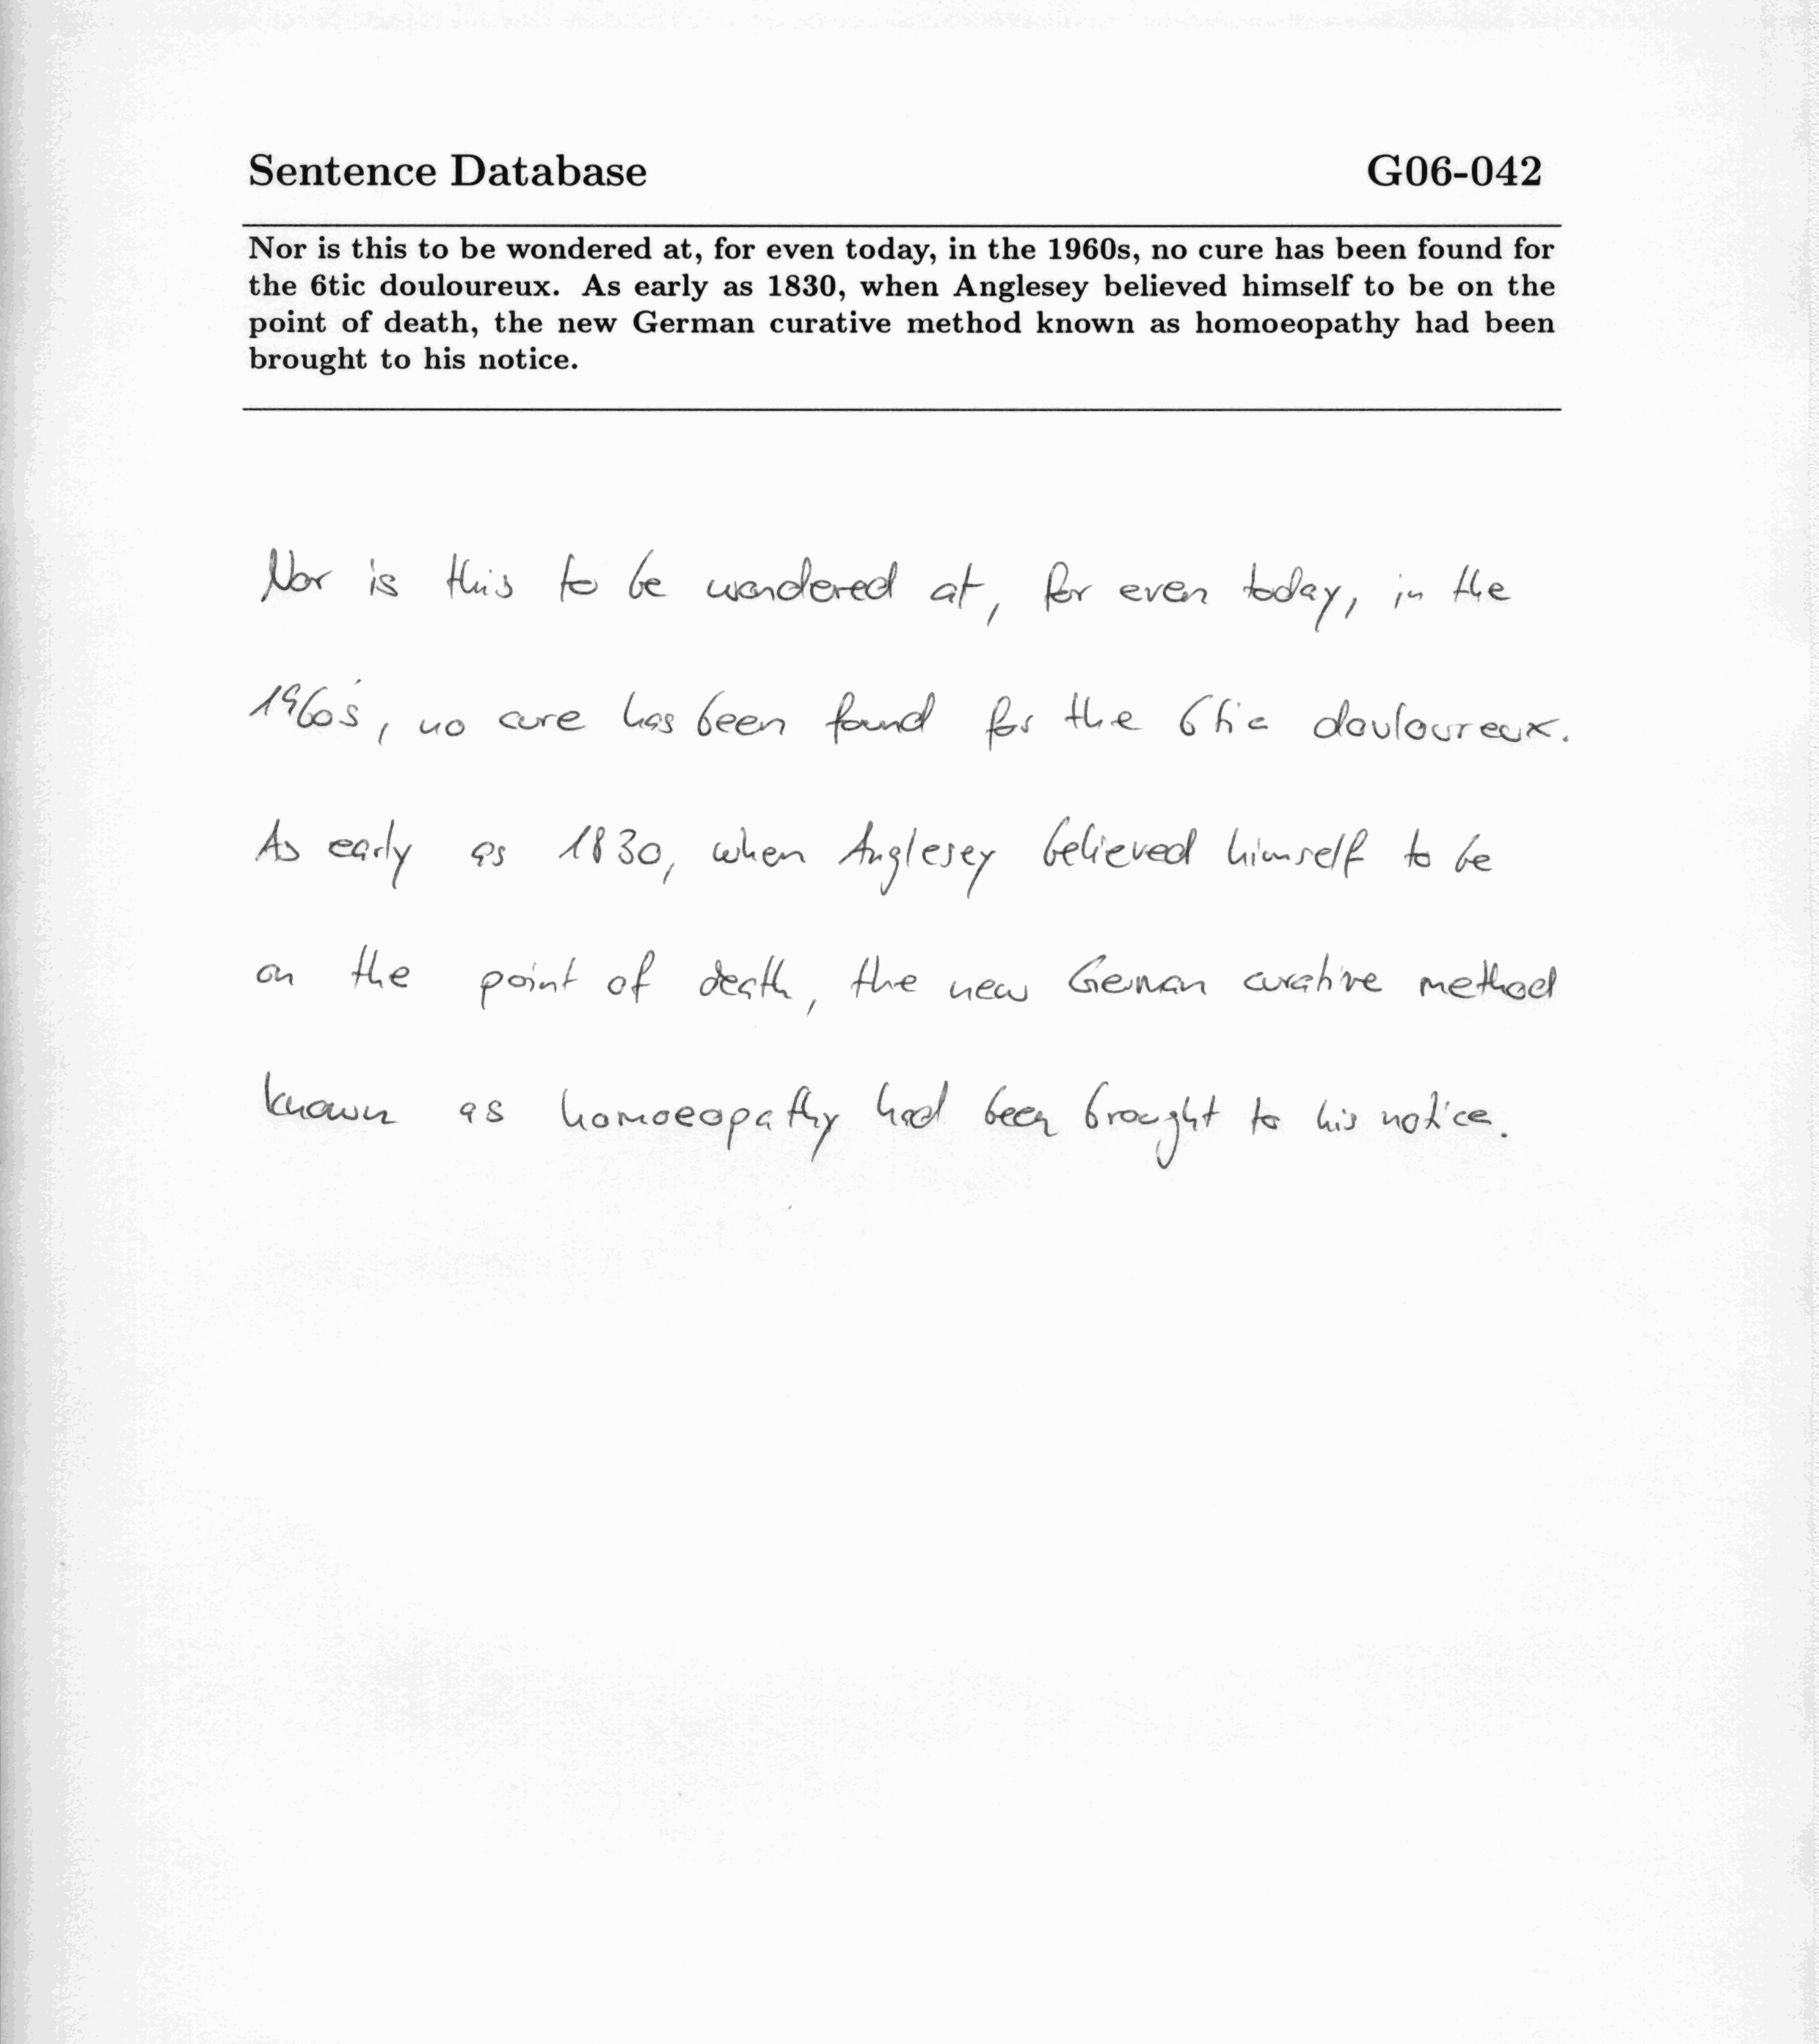 Sentence Database G06-042
Nor is this to be wondered at, for even today, in the 1960s, no cure has been found for
the 6tic douloureux. As early as 1830, when Anglesey believed himself to be on the
point of death, the new German curative method known as homoeopathy had been
brought to his notice.
Nor is this to be wondered at, for even today, in the
1960's, no cure has been found for the 6tic douloureux.
As early as 1830, when Anglesey believed himself to be
on the point of death, the new German curative method
known as homoeopathy had been brought to his notice.